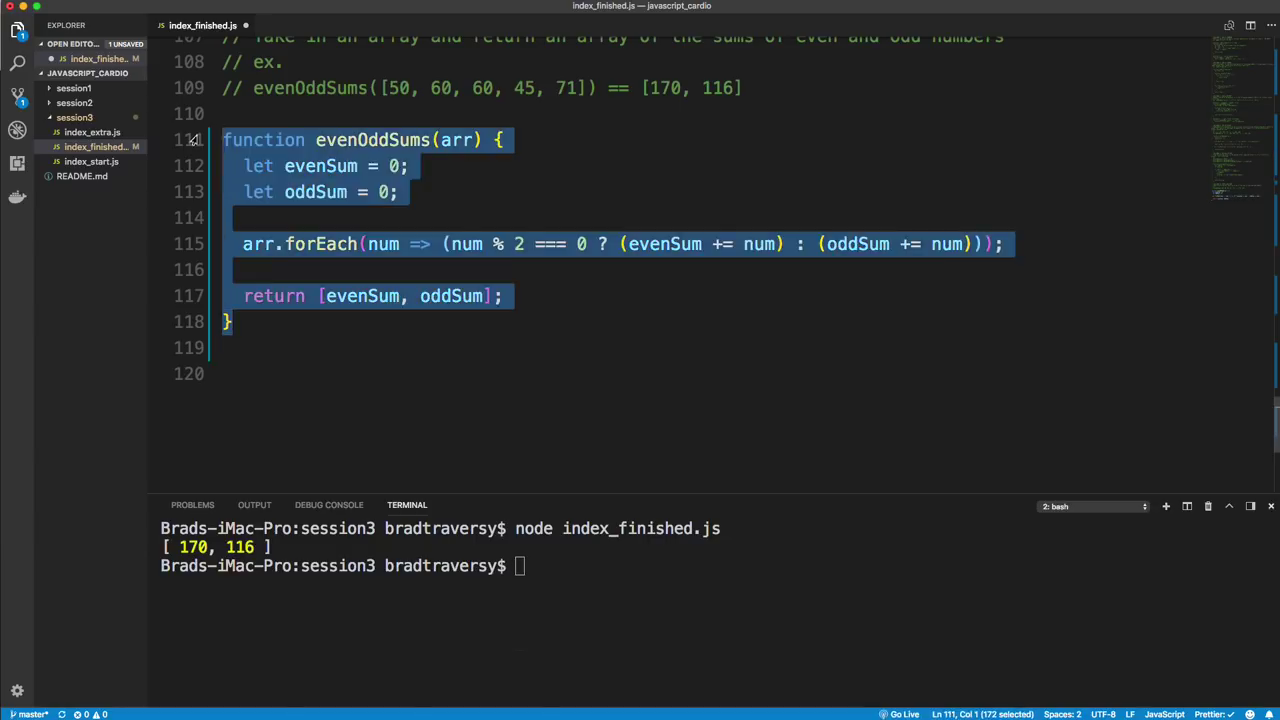 index_finished.js — javascript_cardio
EXPLORER
index_finished.js
OPEN EDITO... 1 UNSAVED
index_finishe... M
JAVASCRIPT_CARDIO
session1
session2
session3
index_extra.js
index_finished... M
index_start.js
README.md
107 // Take in an array and return an array of the sums of even and odd numbers
108 // ex.
109 // evenOddSums([50, 60, 60, 45, 71]) == [170, 116]
110
111 function evenOddSums(arr) {
112 let evenSum = 0;
113 let oddSum = 0;
114
115 arr.forEach(num => (num % 2 === 0 ? (evenSum += num) : (oddSum += num)));
116
117 return [evenSum, oddSum];
118 }
119
120
PROBLEMS OUTPUT DEBUG CONSOLE TERMINAL 2: bash
Brads-iMac-Pro:session3 bradtraversy$ node index_finished.js
[ 170, 116 ]
Brads-iMac-Pro:session3 bradtraversy$
master* 0 0 Go Live Ln 111, Col 1 (172 selected) Spaces: 2 UTF-8 LF JavaScript Prettier: ✓